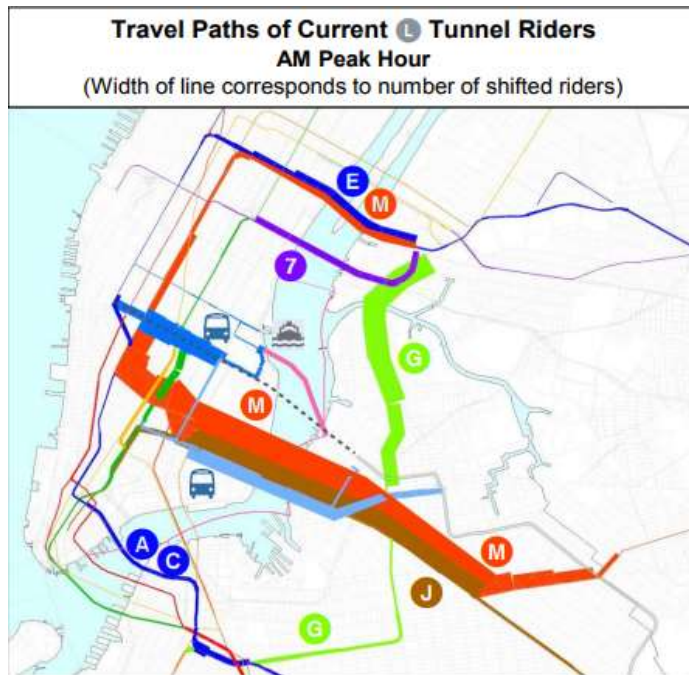 Travel Paths of Current L Tunnel Riders
AM Peak Hour
(Width of line corresponds to number of shifted riders)
E
M
7
G
M
A
C
M
J
G